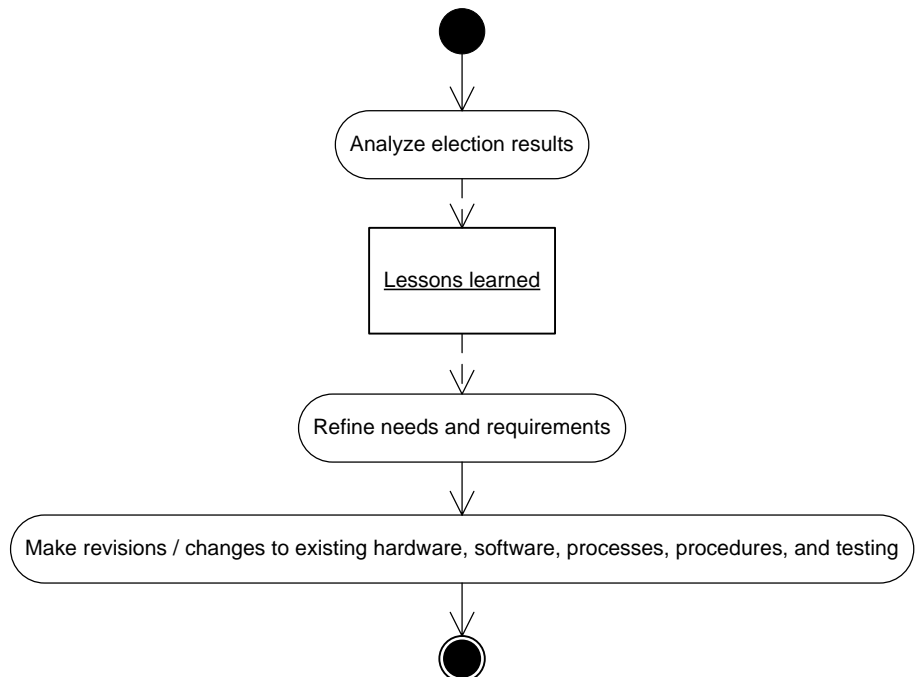 Analyze election results
Lessons learned
Refine needs and requirements
Make revisions / changes to existing hardware, software, processes, procedures, and testing